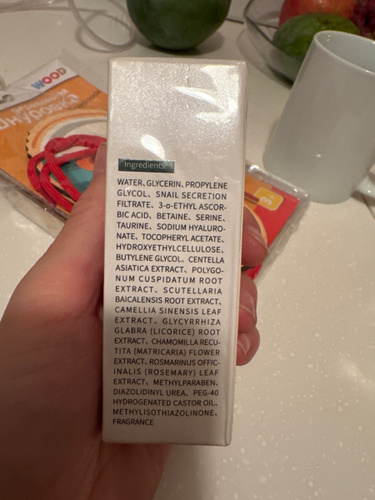 WOOD
Ingredients:
WATER、GLYCERIN、PROPYLENE
GLYCOL、SNAIL SECRETION
FILTRATE、3-o-ETHYL ASCOR-
BIC ACID、BETAINE、SERINE、
TAURINE、SODIUM HYALURO-
NATE、TOCOPHERYL ACETATE、
HYDROXYETHYLCELLULOSE、
BUTYLENE GLYCOL、CENTELLA
ASIATICA EXTRACT、POLYGO-
NUM CUSPIDATUM ROOT
EXTRACT、SCUTELLARIA
BAICALENSIS ROOT EXTRACT、
CAMELLIA SINENSIS LEAF
EXTRACT、GLYCYRRHIZA
GLABRA (LICORICE) ROOT
EXTRACT、CHAMOMILLA RECU-
TITA (MATRICARIA) FLOWER
EXTRACT、ROSMARINUS OFFIC-
INALIS (ROSEMARY) LEAF
EXTRACT、METHYLPARABEN、
DIAZOLIDINYL UREA、PEG-40
HYDROGENATED CASTOR OIL、
METHYLISOTHIAZOLINONE、
FRAGRANCE